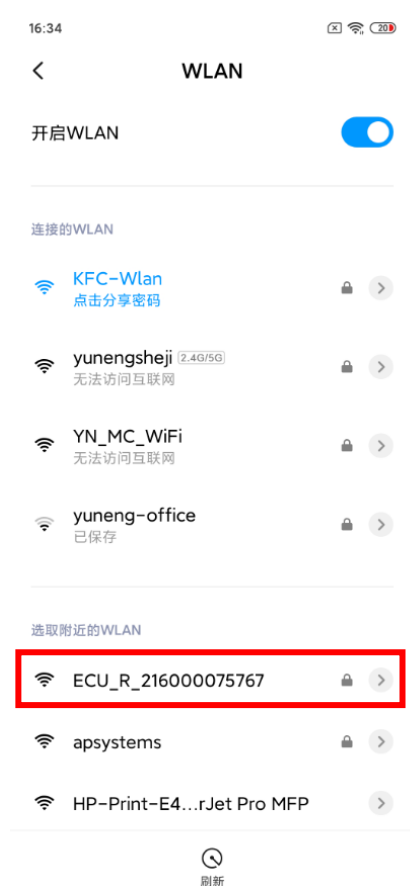 16:34
20
WLAN
开启WLAN
连接的WLAN
KFC-Wlan
点击分享密码
yunengsheji 2.4G/5G
无法访问互联网
YN_MC_WiFi
无法访问互联网
yuneng-office
已保存
选取附近的WLAN
ECU_R_216000075767
apsystems
HP-Print-E4...rJet Pro MFP
刷新